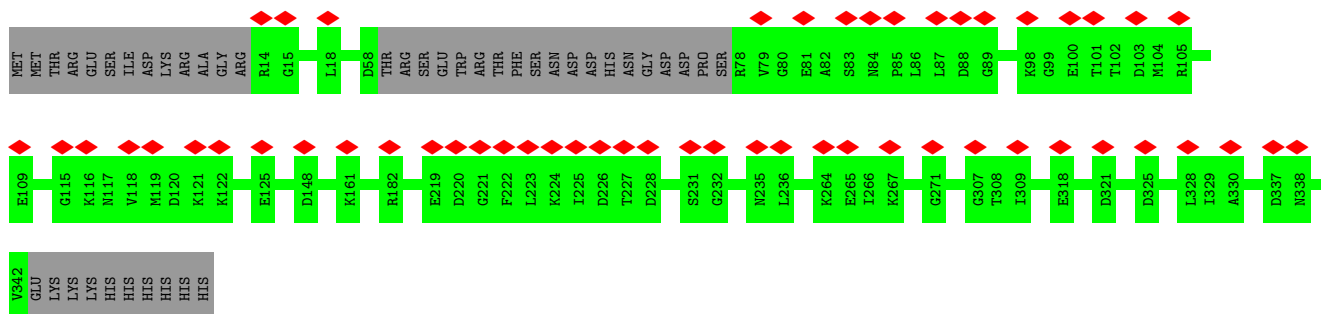 MET MET THR ARG GLU SER ILE ASP LYS ARG ALA GLY ARG R14 G15 L18 D58 THR ARG SER GLU TRP ARG THR PHE SER ASN ASP ASP HIS ASN GLY ASP ASP PRO SER R78 V79 G80 E81 A82 S83 N84 P85 L86 L87 D88 G89 K98 G99 E100 T101 T102 D103 M104 R105
E109 G115 K116 N117 V118 M119 D120 K121 K122 E125 D148 K161 R182 E219 D220 G221 F222 L223 K224 I225 D226 T227 D228 S231 G232 N235 L236 K264 E265 I266 K267 G271 G307 T308 I309 E318 D321 D325 L328 I329 A330 D337 N338
V342 GLU LYS LYS LYS HIS HIS HIS HIS HIS HIS